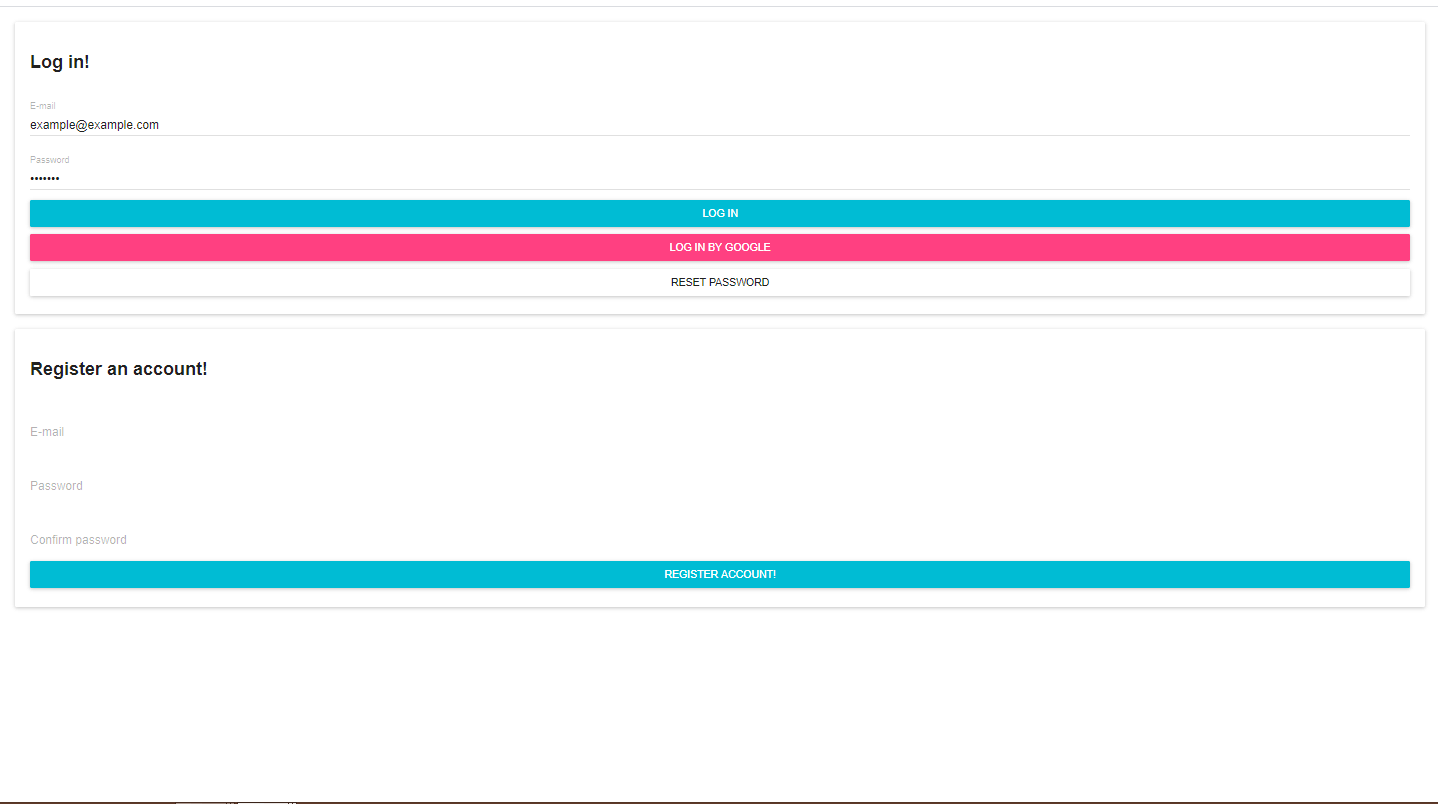 Log in!
E-mail
example@example.com
Password
•••••••
LOG IN
LOG IN BY GOOGLE
RESET PASSWORD
Register an account!
E-mail
Password
Confirm password
REGISTER ACCOUNT!